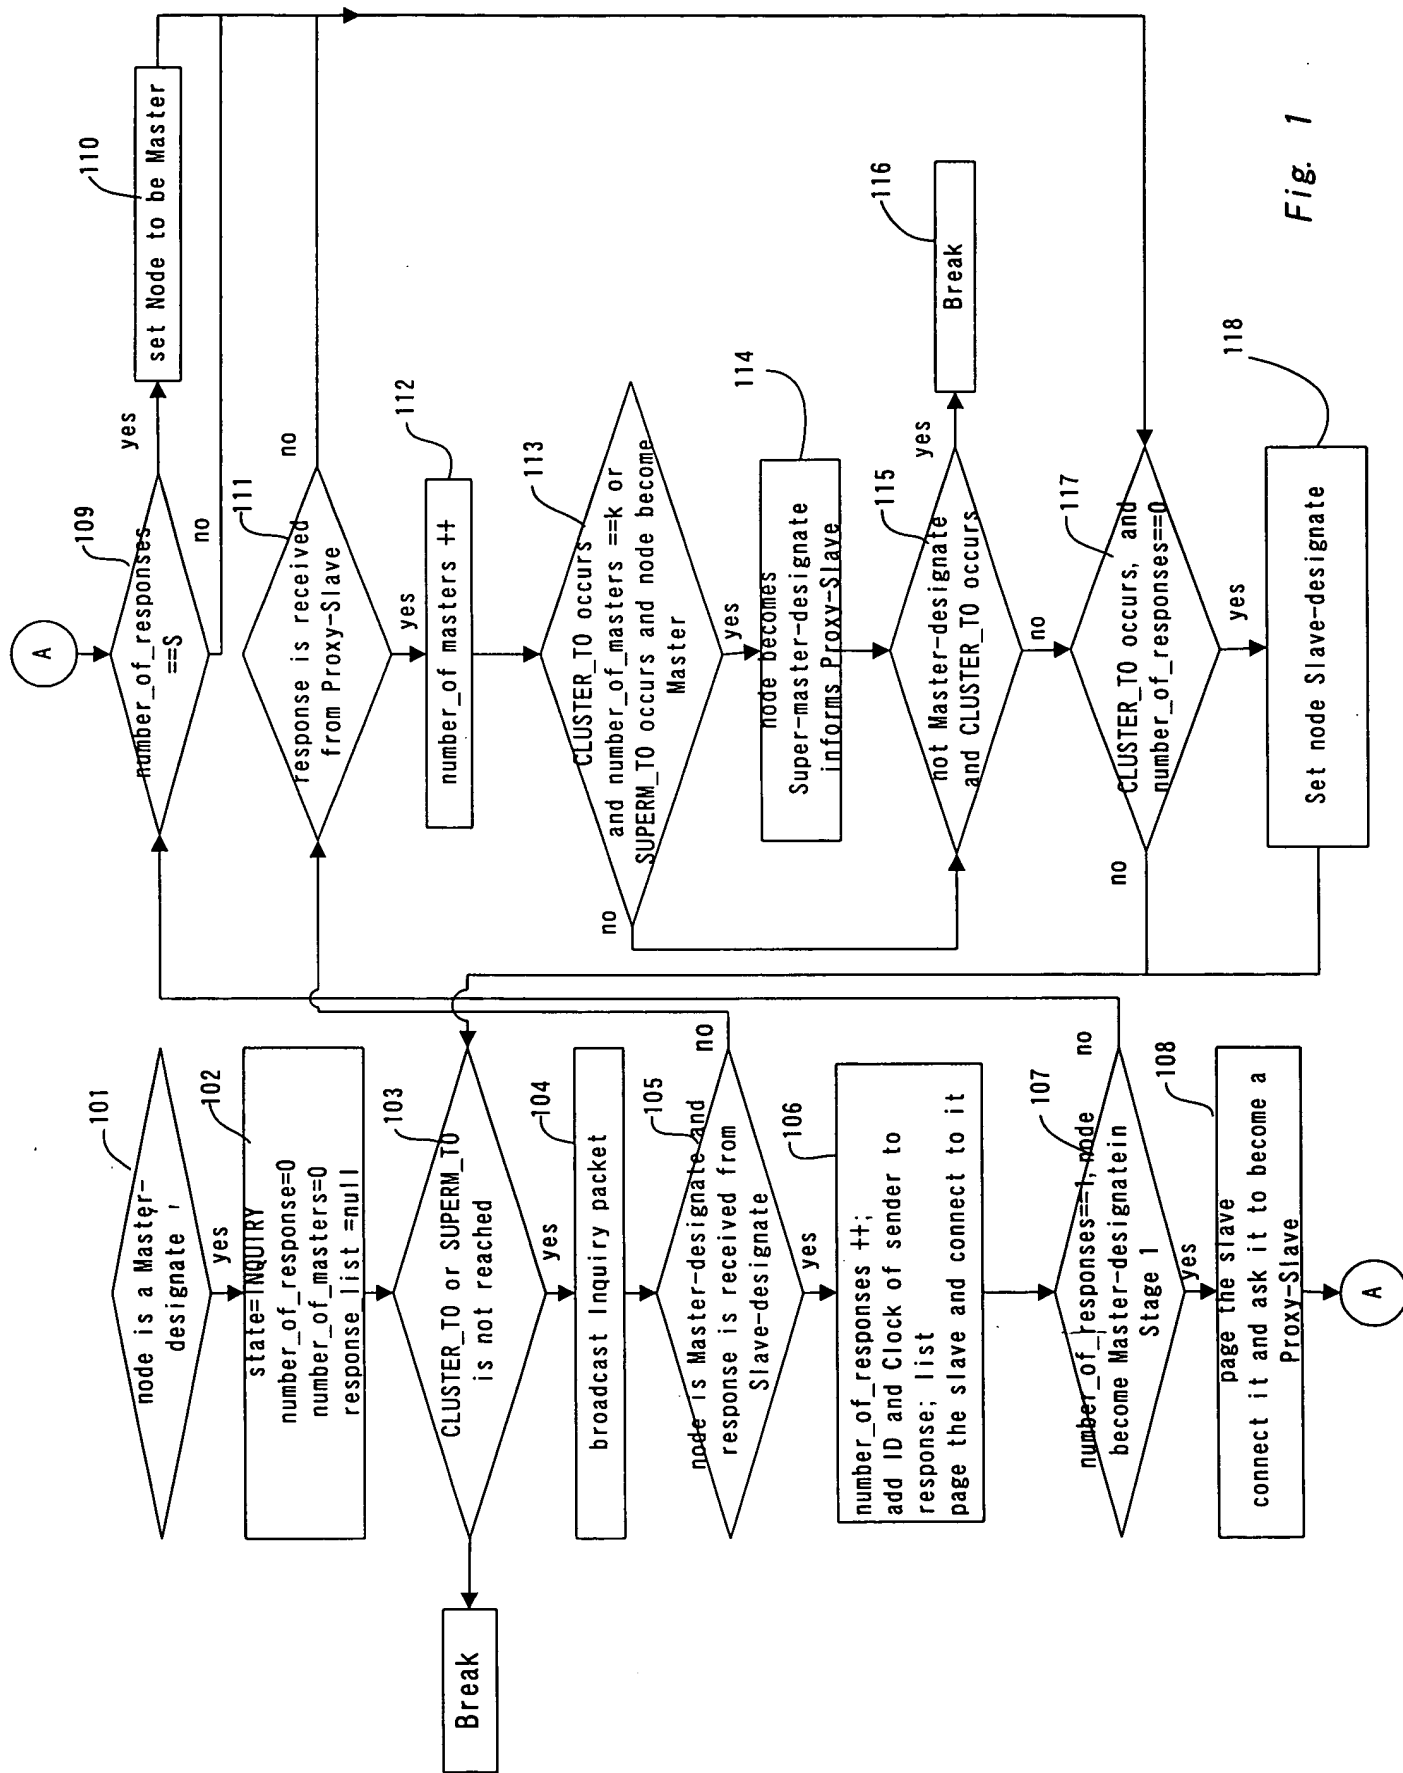 101
node is a Master-
designate ,
yes
102
state=INQUIRY
number_of_response=0
number_of_masters=0
response list =null
103
CLUSTER_TO or SUPERM_TO
is not reached
Break
yes
104
broadcast Inquiry packet
105
node is Master-designate and
response is received from
Slave-designate
no
yes
106
number_of_responses ++;
add ID and Clock of sender to
response; list
page the slave and connect to it
107
number_of_responses==1, node
become Master-designatein
Stage 1
no
yes
108
page the slave
connect it and ask it to become a
Proxy-Slave
A
A
109
number_of_responses
==S
yes
no
110
set Node to be Master
111
response is received
from Proxy-Slave
no
yes
112
number_of masters ++
113
CLUSTER_TO occurs
and number_of_masters ==k or
SUPERM_TO occurs and node become
Master
no
yes
114
node becomes
Super-master-designate
informs Proxy-Slave
115
not Master-designate
and CLUSTER_TO occurs
yes
no
116
Break
117
CLUSTER_TO occurs, and
number_of_responses==0
no
yes
118
Set node Slave-designate
Fig. 1